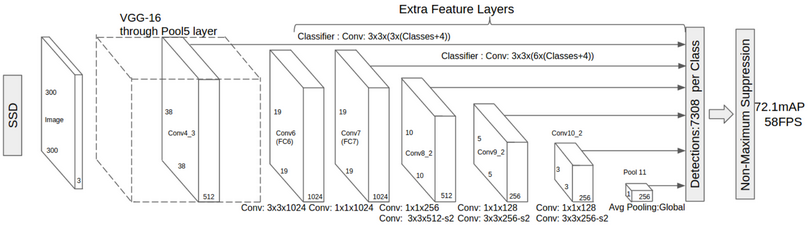 Extra Feature Layers
VGG-16
through Pool5 layer
Classifier : Conv: 3x3x(3x(Classes+4))
Classifier : Conv: 3x3x(6x(Classes+4))
SSD
300
Image
300
3
38
Conv4_3
38
512
19
Conv6
(FC6)
19
1024
19
Conv7
(FC7)
19
1024
10
Conv8_2
10
512
5
Conv9_2
5
256
Conv10_2
3
3
256
Pool 11
1
256
Detections:7308 per Class
Non-Maximum Suppression
72.1mAP
58FPS
Conv: 3x3x1024
Conv: 1x1x1024
Conv: 1x1x256
Conv: 3x3x512-s2
Conv: 1x1x128
Conv: 3x3x256-s2
Conv: 1x1x128
Conv: 3x3x256-s2
Avg Pooling:Global